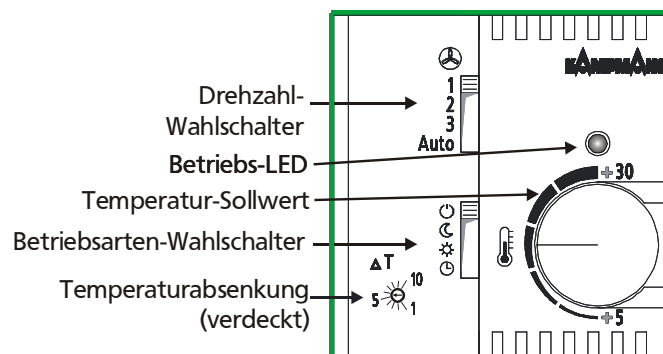 KAMPMANN
Drehzahl-
Wahlschalter
1
2
3
Auto
Betriebs-LED
+30
Temperatur-Sollwert
Betriebsarten-Wahlschalter
ΔT
10
5
1
Temperaturabsenkung
(verdeckt)
+5